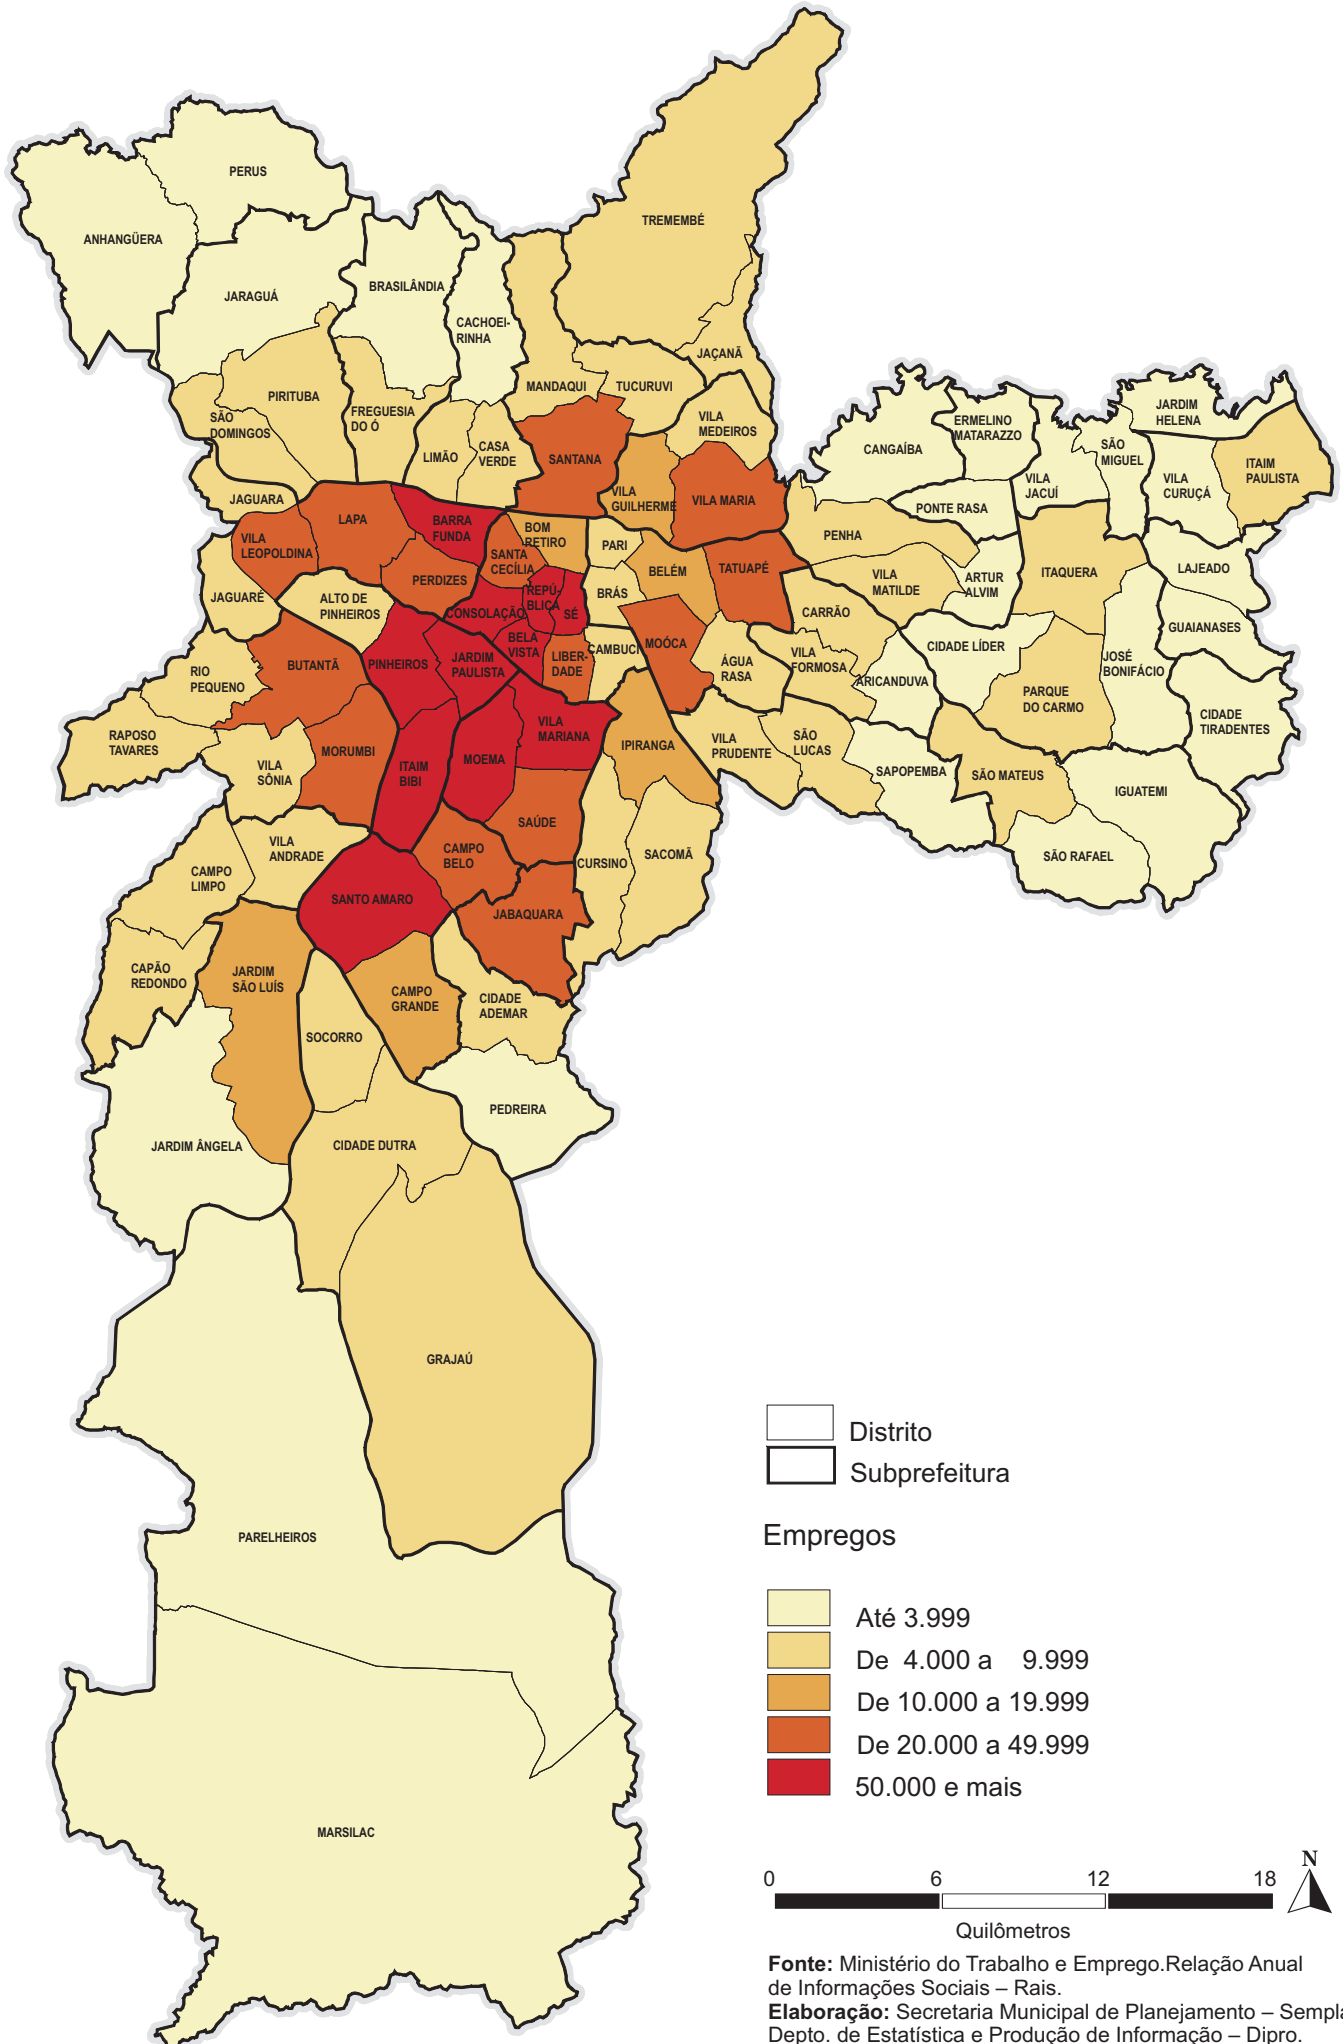 PERUS
TREMEMBÉ
ANHANGÜERA
JARAGUÁ
BRASILÂNDIA
CACHOEI-
RINHA
JAÇANÃ
MANDAQUI
TUCURUVI
PIRITUBA
FREGUESIA
DO Ó
SÃO
DOMINGOS
VILA
MEDEIROS
LIMÃO
CASA
VERDE
SANTANA
JAGUARA
VILA
GUILHERME
VILA MARIA
CANGAÍBA
ERMELINO
MATARAZZO
JARDIM
HELENA
SÃO
MIGUEL
VILA
JACUÍ
VILA
CURUÇÁ
ITAIM
PAULISTA
PONTE RASA
LAPA
BARRA
FUNDA
BOM
RETIRO
VILA
LEOPOLDINA
SANTA
CECÍLIA
PARI
PENHA
PERDIZES
BELÉM
TATUAPÉ
VILA
MATILDE
ARTUR
ALVIM
ITAQUERA
LAJEADO
JAGUARÉ
ALTO DE
PINHEIROS
CONSOLAÇÃO
REPÚ-
BLICA
SÉ
BRÁS
CARRÃO
GUAIANASES
BELA
VISTA
LIBER-
DADE
CAMBUCI
MOÓCA
ÁGUA
RASA
VILA
FORMOSA
CIDADE LÍDER
JOSÉ
BONIFÁCIO
RIO
PEQUENO
BUTANTÃ
PINHEIROS
JARDIM
PAULISTA
ARICANDUVA
PARQUE
DO CARMO
CIDADE
TIRADENTES
RAPOSO
TAVARES
VILA
SÔNIA
MORUMBI
ITAIM
BIBI
MOEMA
VILA
MARIANA
IPIRANGA
VILA
PRUDENTE
SÃO
LUCAS
SAPOPEMBA
SÃO MATEUS
IGUATEMI
SAÚDE
CAMPO
BELO
CURSINO
SACOMÃ
SÃO RAFAEL
VILA
ANDRADE
CAMPO
LIMPO
SANTO AMARO
JABAQUARA
CAPÃO
REDONDO
JARDIM
SÃO LUÍS
CAMPO
GRANDE
CIDADE
ADEMAR
SOCORRO
PEDREIRA
JARDIM ÂNGELA
CIDADE DUTRA
GRAJAÚ
PARELHEIROS
MARSILAC
Distrito
Subprefeitura
Empregos
Até 3.999
De 4.000 a 9.999
De 10.000 a 19.999
De 20.000 a 49.999
50.000 e mais
0 6 12 18
N
Quilômetros
Fonte: Ministério do Trabalho e Emprego.Relação Anual
de Informações Sociais – Rais.
Elaboração: Secretaria Municipal de Planejamento – Sempla
Depto. de Estatística e Produção de Informação – Dipro.